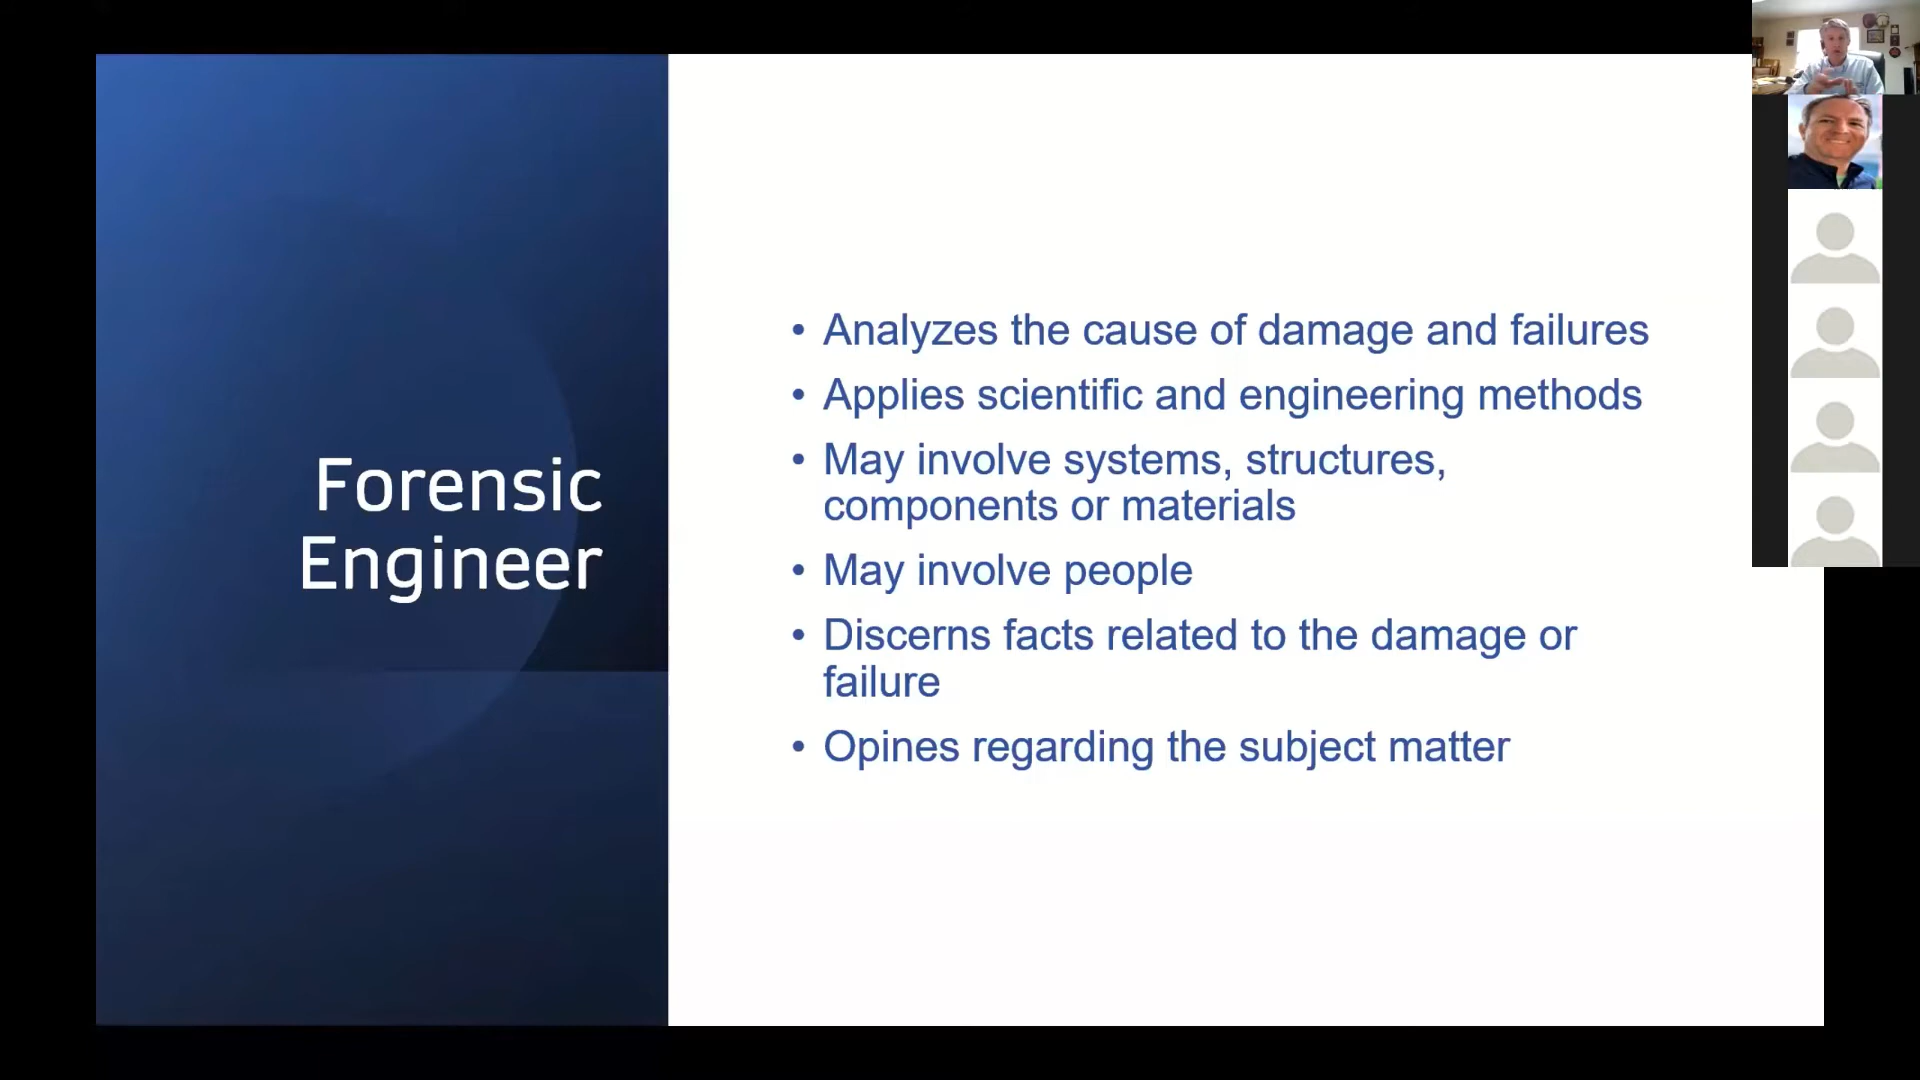 Forensic
Engineer
• Analyzes the cause of damage and failures
• Applies scientific and engineering methods
• May involve systems, structures,
components or materials
• May involve people
• Discerns facts related to the damage or
failure
• Opines regarding the subject matter